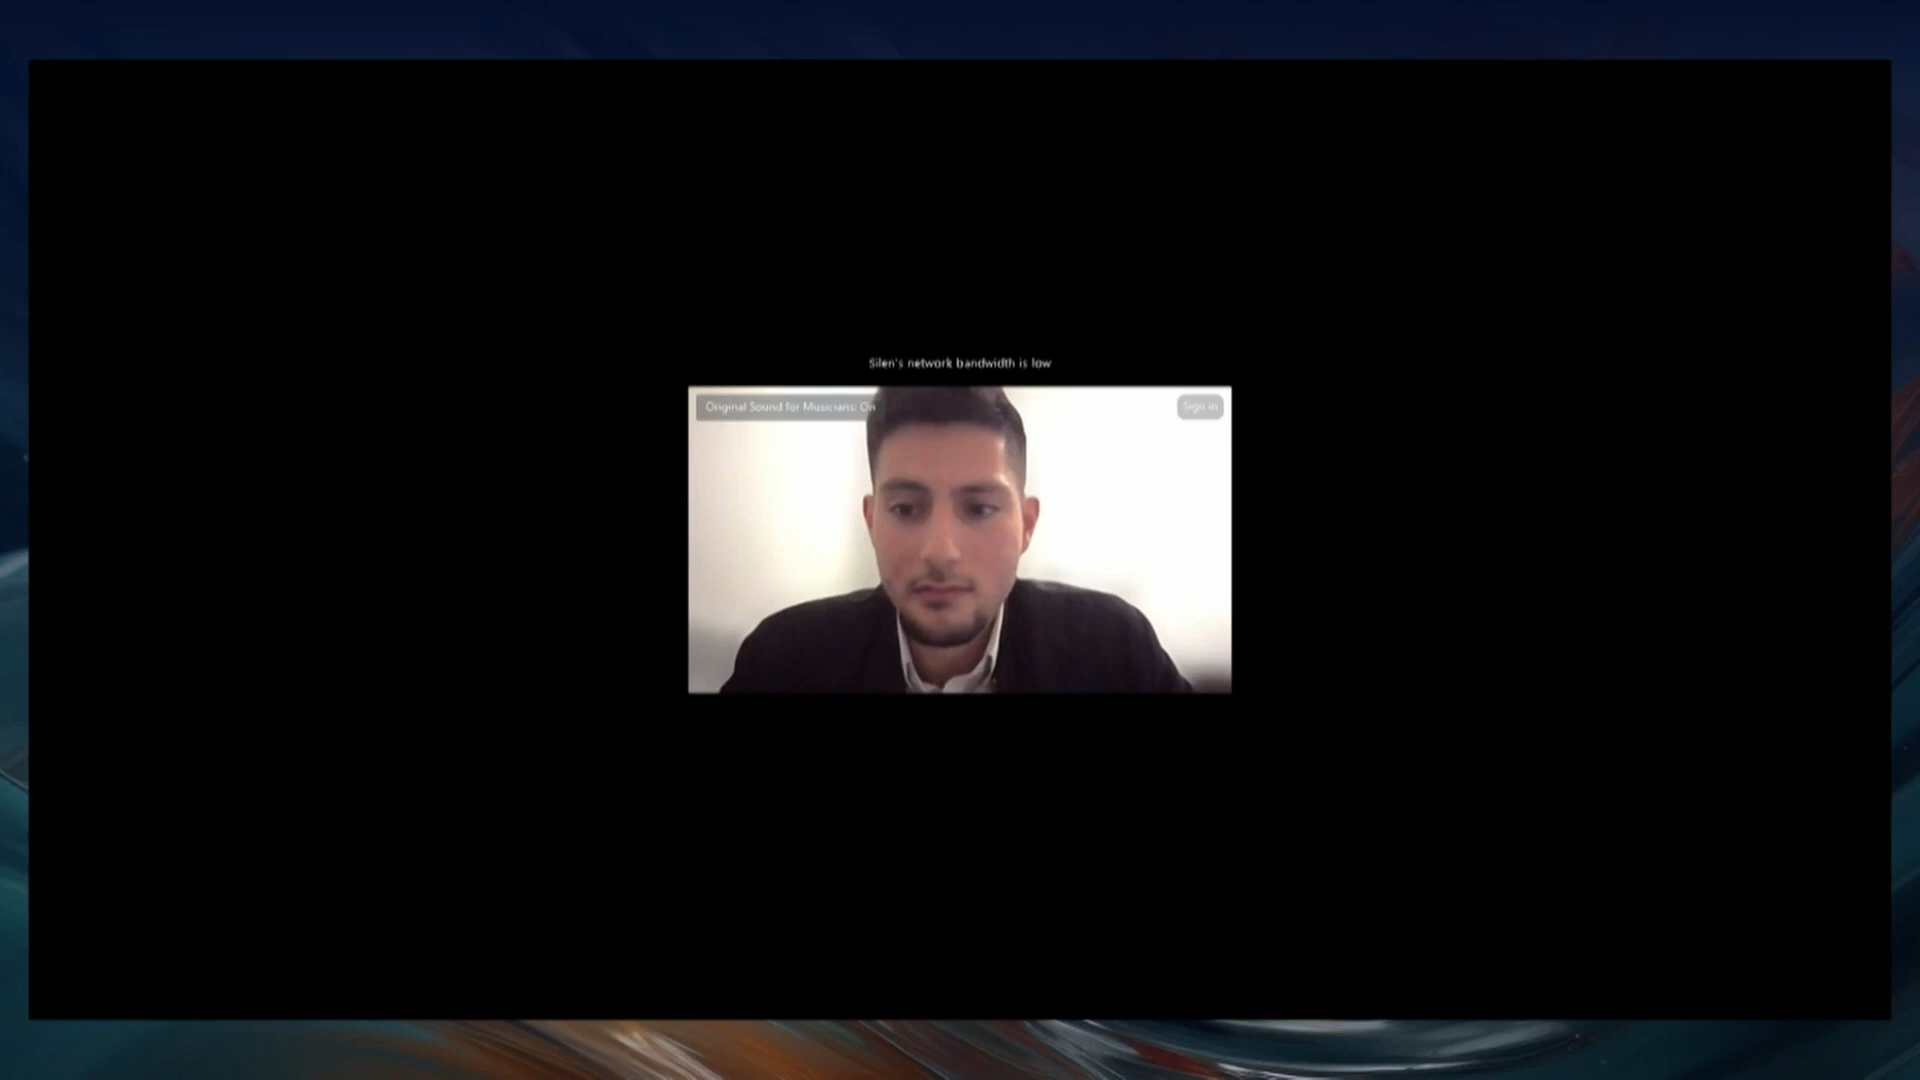 Silen's network bandwidth is low
Original Sound for Musicians: On
Sign in